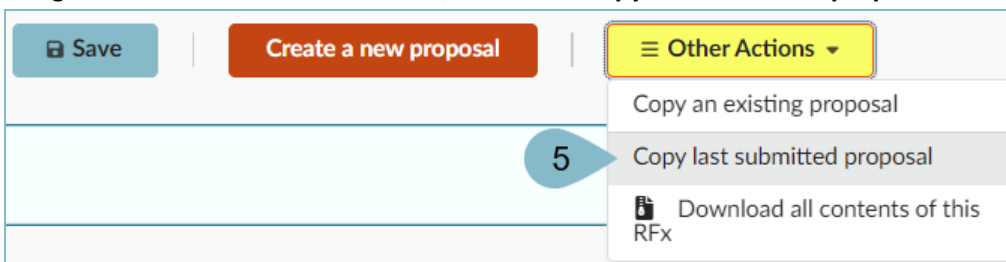 Save
Create a new proposal
Other Actions
Copy an existing proposal
5
Copy last submitted proposal
Download all contents of this
RFx